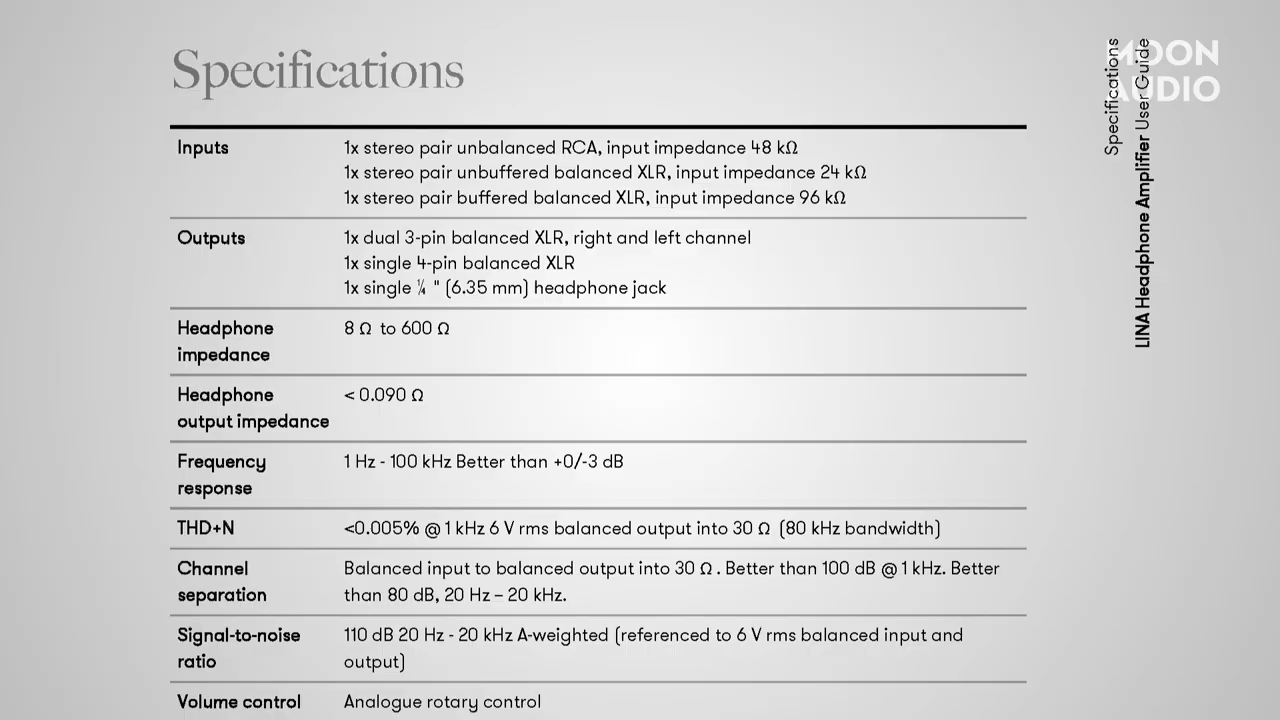 Specifications
MOON
AUDIO
Specifications
LINA Headphone Amplifier User Guide
Inputs
1x stereo pair unbalanced RCA, input impedance 48 kΩ
1x stereo pair unbuffered balanced XLR, input impedance 24 kΩ
1x stereo pair buffered balanced XLR, input impedance 96 kΩ
Outputs
1x dual 3-pin balanced XLR, right and left channel
1x single 4-pin balanced XLR
1x single ¼ " (6.35 mm) headphone jack
Headphone
impedance
8 Ω to 600 Ω
Headphone
output impedance
< 0.090 Ω
Frequency
response
1 Hz - 100 kHz Better than +0/-3 dB
THD+N
<0.005% @ 1 kHz 6 V rms balanced output into 30 Ω (80 kHz bandwidth)
Channel
separation
Balanced input to balanced output into 30 Ω . Better than 100 dB @ 1 kHz. Better
than 80 dB, 20 Hz – 20 kHz.
Signal-to-noise
ratio
110 dB 20 Hz - 20 kHz A-weighted (referenced to 6 V rms balanced input and
output)
Volume control
Analogue rotary control